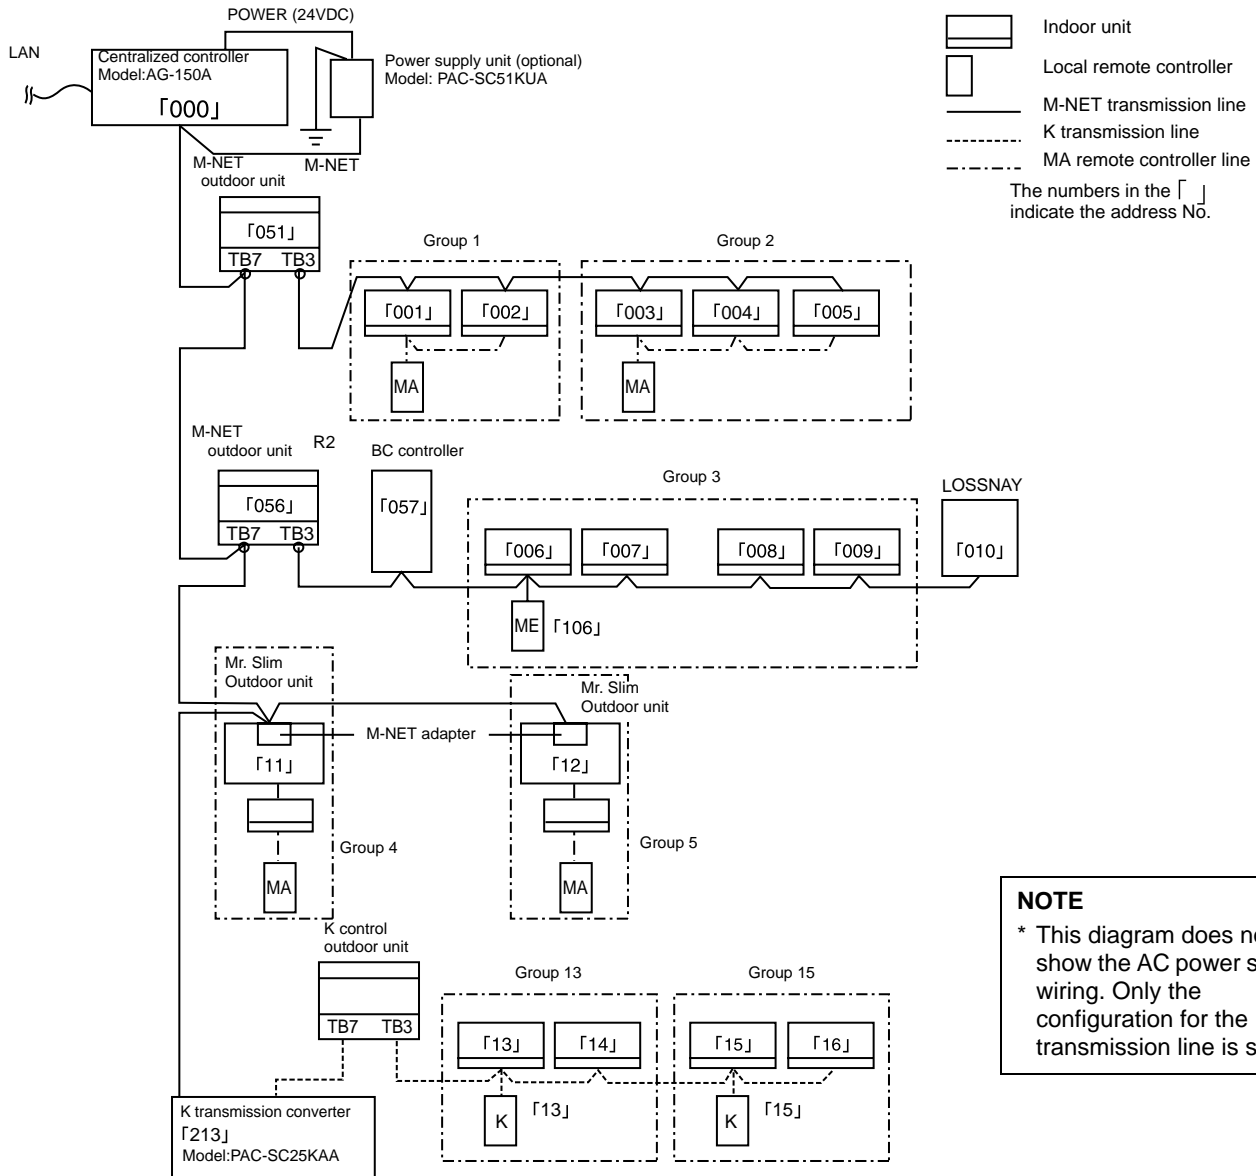 POWER (24VDC)
LAN
Centralized controller
Model:AG-150A
「000」
Power supply unit (optional)
Model: PAC-SC51KUA
M-NET
Indoor unit
Local remote controller
M-NET transmission line
K transmission line
MA remote controller line
The numbers in the「 」
indicate the address No.
M-NET
outdoor unit
「051」
TB7 TB3
Group 1
「001」 「002」
MA
Group 2
「003」 「004」 「005」
MA
M-NET
outdoor unit
R2
「056」
TB7 TB3
BC controller
「057」
Group 3
「006」 「007」 「008」 「009」
ME 「106」
LOSSNAY
「010」
Mr. Slim
Outdoor unit
「11」
MA
Group 4
M-NET adapter
Mr. Slim
Outdoor unit
「12」
MA
Group 5
K control
outdoor unit
TB7 TB3
Group 13
「13」 「14」
K 「13」
Group 15
「15」 「16」
K 「15」
K transmission converter
「213」
Model:PAC-SC25KAA
NOTE
* This diagram does
show the AC power
wiring. Only the
configuration for the
transmission line is